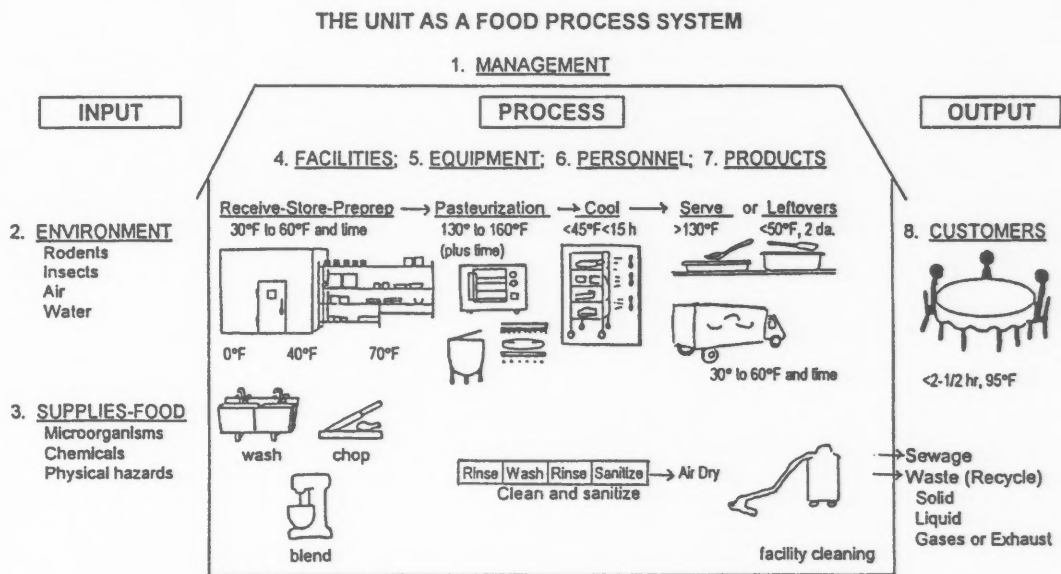 THE UNIT AS A FOOD PROCESS SYSTEM
1. MANAGEMENT
INPUT
PROCESS
OUTPUT
4. FACILITIES; 5. EQUIPMENT; 6. PERSONNEL; 7. PRODUCTS
2. ENVIRONMENT
Rodents
Insects
Air
Water
3. SUPPLIES-FOOD
Microorganisms
Chemicals
Physical hazards
Receive-Store-Preprep → Pasteurization → Cool → Serve or Leftovers
30°F to 60°F and time
130° to 160°F
(plus time)
<45°F<15 h
>130°F
<50°F, 2 da.
0°F 40°F 70°F
30° to 60°F and time
wash
chop
blend
Rinse Wash Rinse Sanitize → Air Dry
Clean and sanitize
facility cleaning
8. CUSTOMERS
<2-1/2 hr, 95°F
Sewage
Waste (Recycle)
Solid
Liquid
Gases or Exhaust